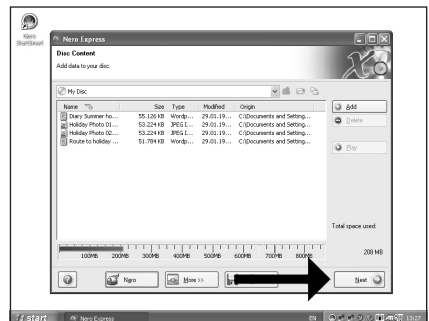 Nero
StartSmart
Nero Express
Disc Content
Add data to your disc.
My Disc
Name Size Type Modified Origin
Diary Summer ho... 55.126 KB Wordp... 29.01.19... C:\Documents and Setting...
Holiday Photo 01... 53.224 KB JPEG I... 29.01.19... C:\Documents and Setting...
Holiday Photo 02... 53.224 KB JPEG I... 29.01.19... C:\Documents and Setting...
Route to holiday ... 51.784 KB Wordp... 29.01.19... C:\Documents and Setting...
Add
Delete
Play
Total space used:
100MB 200MB 300MB 400MB 500MB 600MB 700MB 800MB
208 MB
Nero
More >>
Next
start
Nero Express
EN
13:27